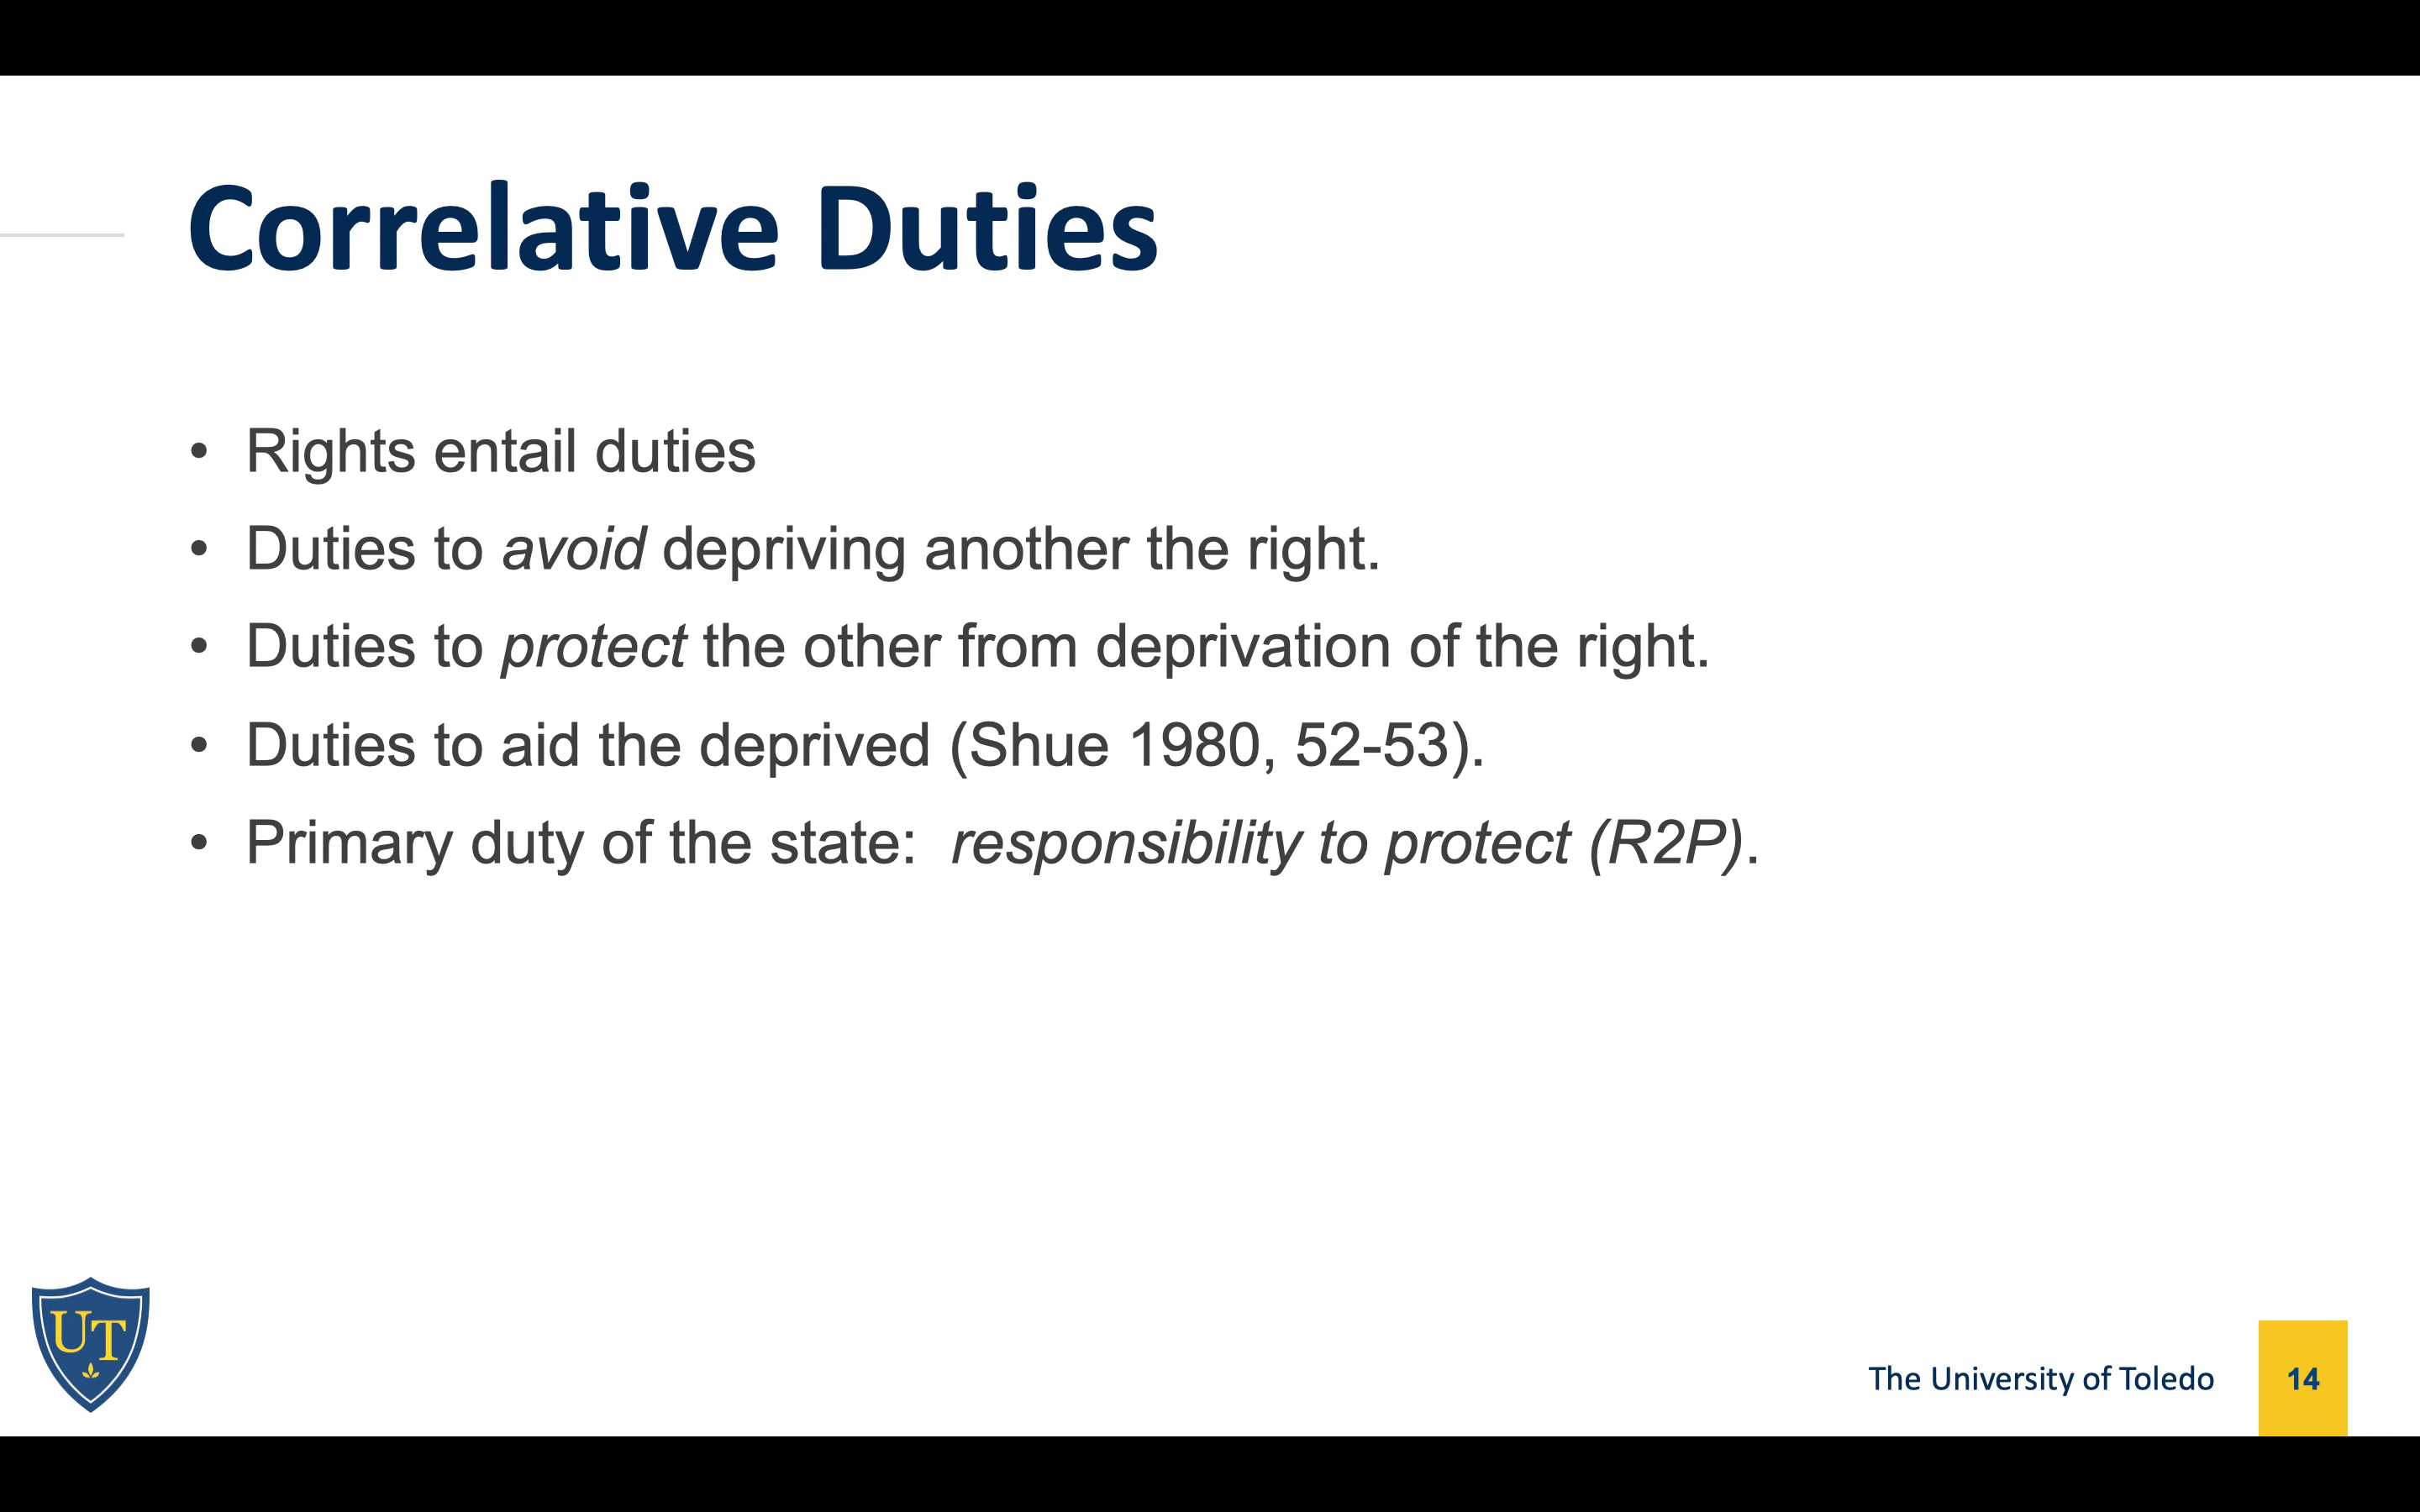 Correlative Duties
• Rights entail duties
• Duties to avoid depriving another the right.
• Duties to protect the other from deprivation of the right.
• Duties to aid the deprived (Shue 1980, 52-53).
• Primary duty of the state:  responsibility to protect (R2P).
UT
The University of Toledo
14